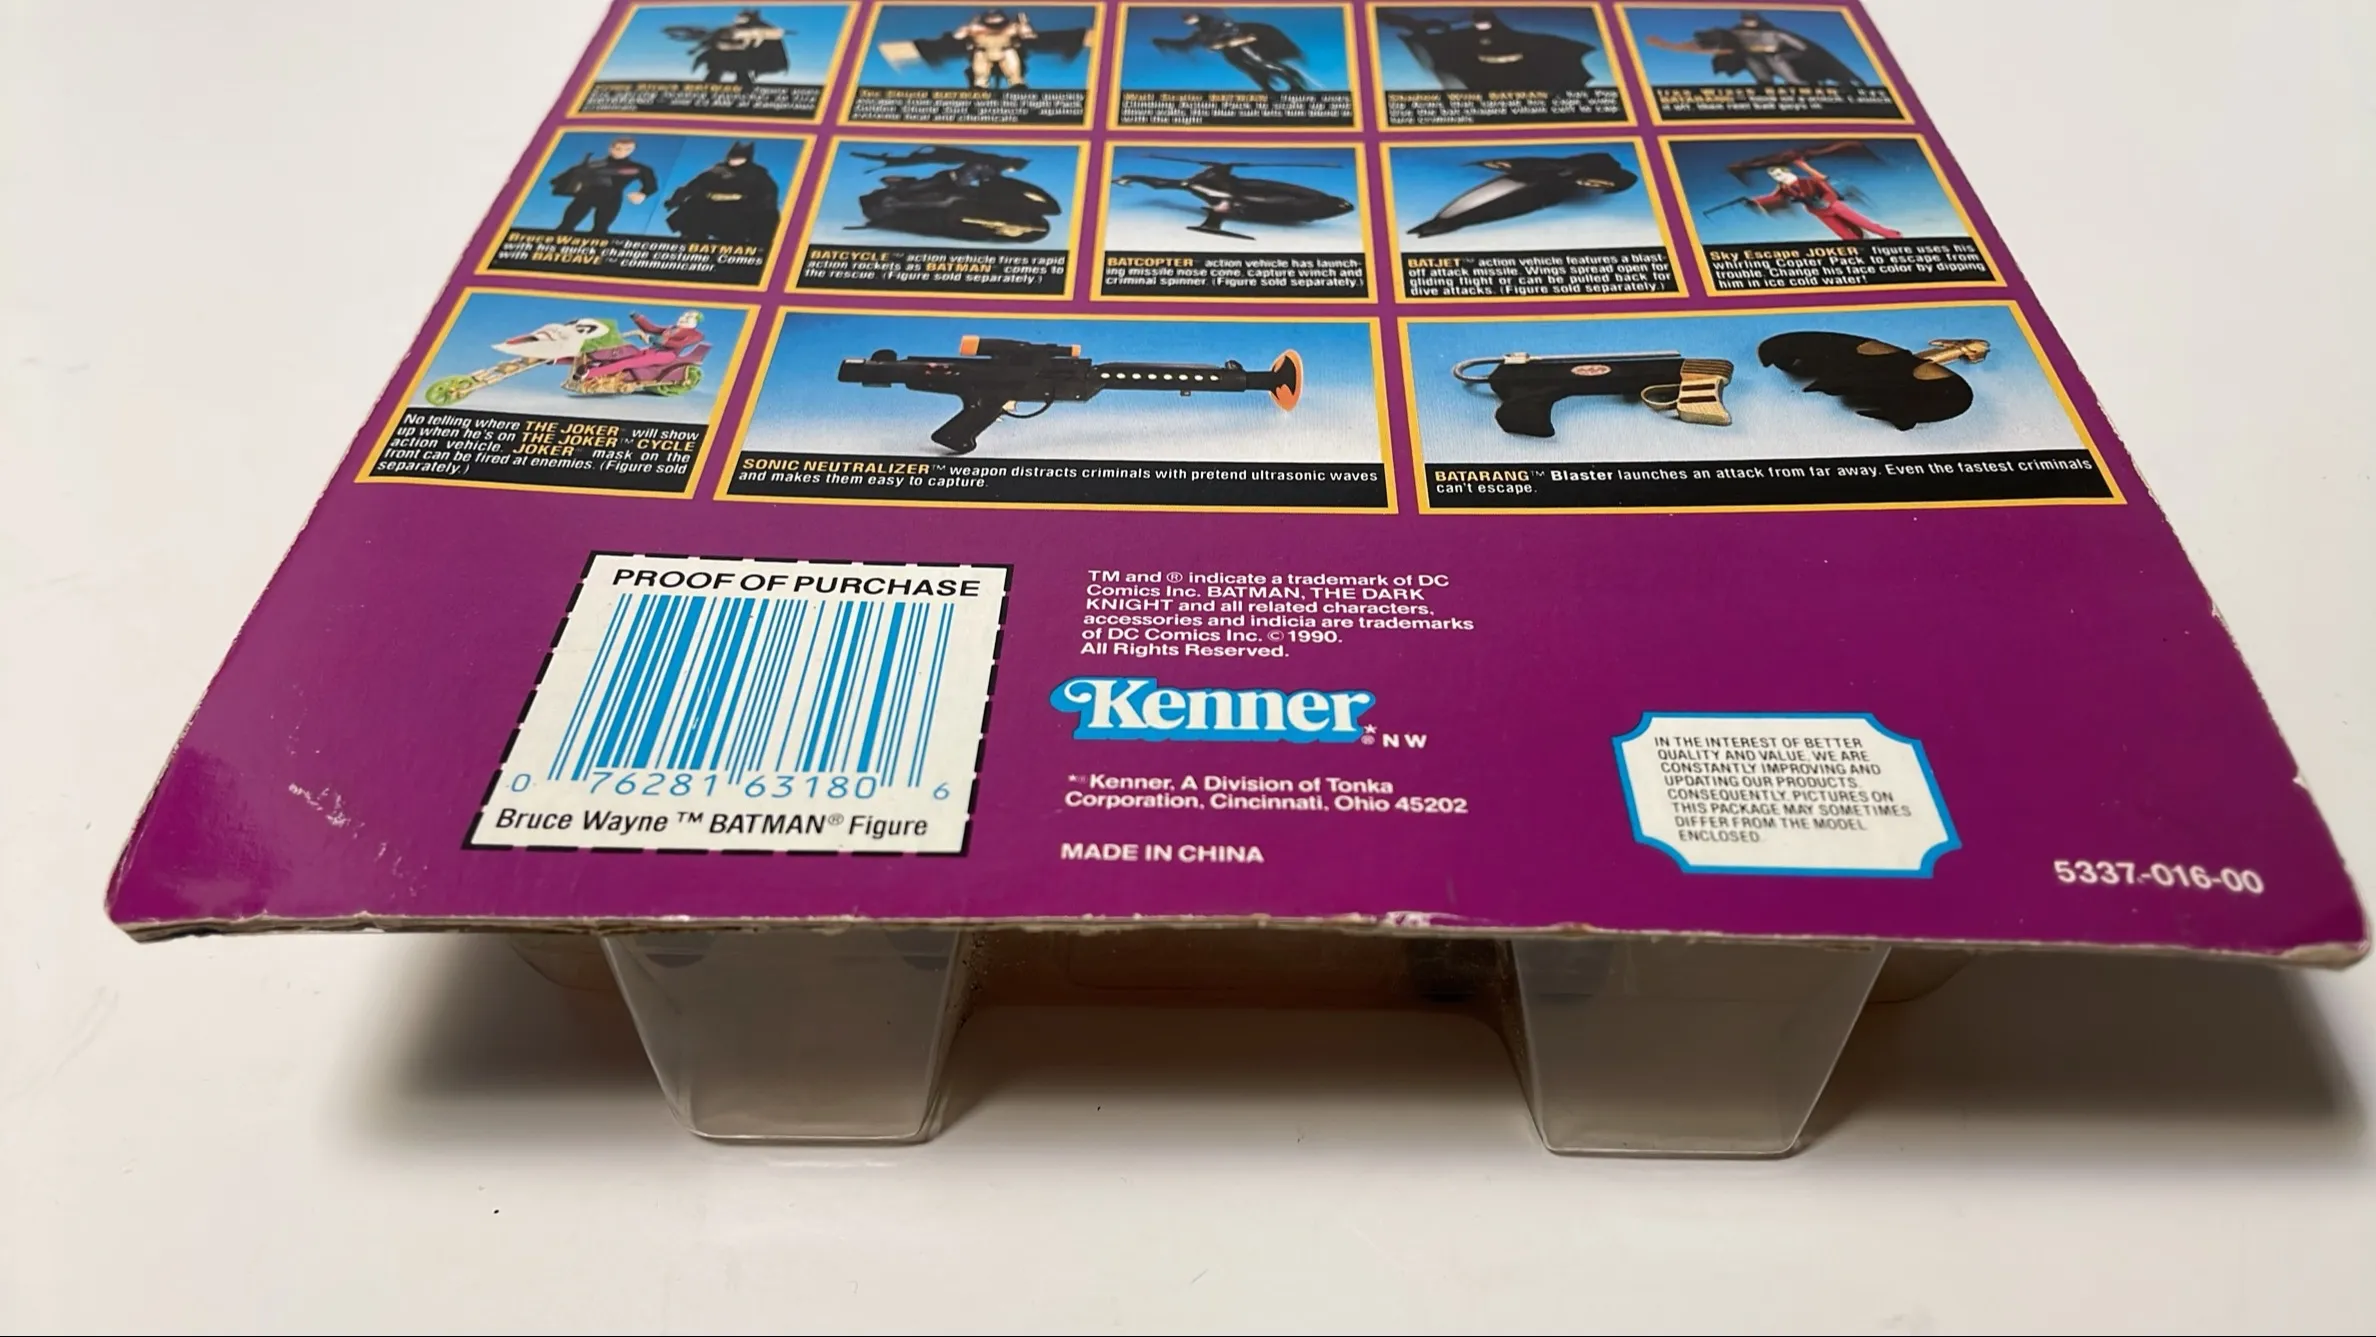 Bruce Wayne™ becomes BATMAN™
with his quick change costume. Comes
with BATCAVE™ communicator.
BATCYCLE™ action vehicle fires rapid
action rockets as BATMAN™ comes to
the rescue. (Figure sold separately.)
BATCOPTER™ action vehicle has launch-
ing missile nose cone, capture winch and
criminal spinner. (Figure sold separately.)
BATJET™ action vehicle features a blast-
off attack missile. Wings spread open for
gliding flight or can be pulled back for
dive attacks. (Figure sold separately.)
Sky Escape JOKER™ figure uses his
whirling Copter Pack to escape from
trouble. Change his face color by dipping
him in ice cold water!
No telling where THE JOKER™ will show
up when he's on THE JOKER™ CYCLE
action vehicle. JOKER™ mask on the
front can be fired at enemies. (Figure sold
separately.)
SONIC NEUTRALIZER™ weapon distracts criminals with pretend ultrasonic waves
and makes them easy to capture.
BATARANG™ Blaster launches an attack from far away. Even the fastest criminals
can't escape.
PROOF OF PURCHASE
0 76281 63180 6
Bruce Wayne™ BATMAN® Figure
TM and ® indicate a trademark of DC
Comics Inc. BATMAN, THE DARK
KNIGHT and all related characters,
accessories and indicia are trademarks
of DC Comics Inc. © 1990.
All Rights Reserved.
Kenner
*® NW
* Kenner, A Division of Tonka
Corporation, Cincinnati, Ohio 45202
MADE IN CHINA
IN THE INTEREST OF BETTER
QUALITY AND VALUE, WE ARE
CONSTANTLY IMPROVING AND
UPDATING OUR PRODUCTS.
CONSEQUENTLY, PICTURES ON
THIS PACKAGE MAY SOMETIMES
DIFFER FROM THE MODEL
ENCLOSED.
5337-016-00